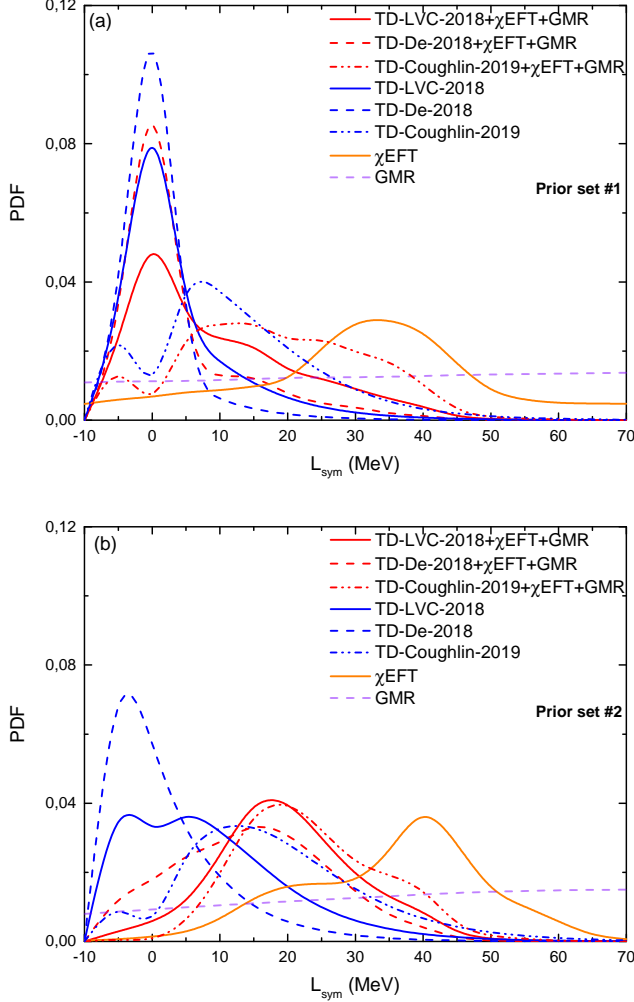 (a)
TD-LVC-2018+χEFT+GMR
TD-De-2018+χEFT+GMR
TD-Coughlin-2019+χEFT+GMR
TD-LVC-2018
TD-De-2018
TD-Coughlin-2019
χEFT
GMR
Prior set #1
PDF
0,12
0,08
0,04
0,00
-10 0 10 20 30 40 50 60 70
L_sym (MeV)
(b)
TD-LVC-2018+χEFT+GMR
TD-De-2018+χEFT+GMR
TD-Coughlin-2019+χEFT+GMR
TD-LVC-2018
TD-De-2018
TD-Coughlin-2019
χEFT
GMR
Prior set #2
PDF
0,12
0,08
0,04
0,00
-10 0 10 20 30 40 50 60 70
L_sym (MeV)